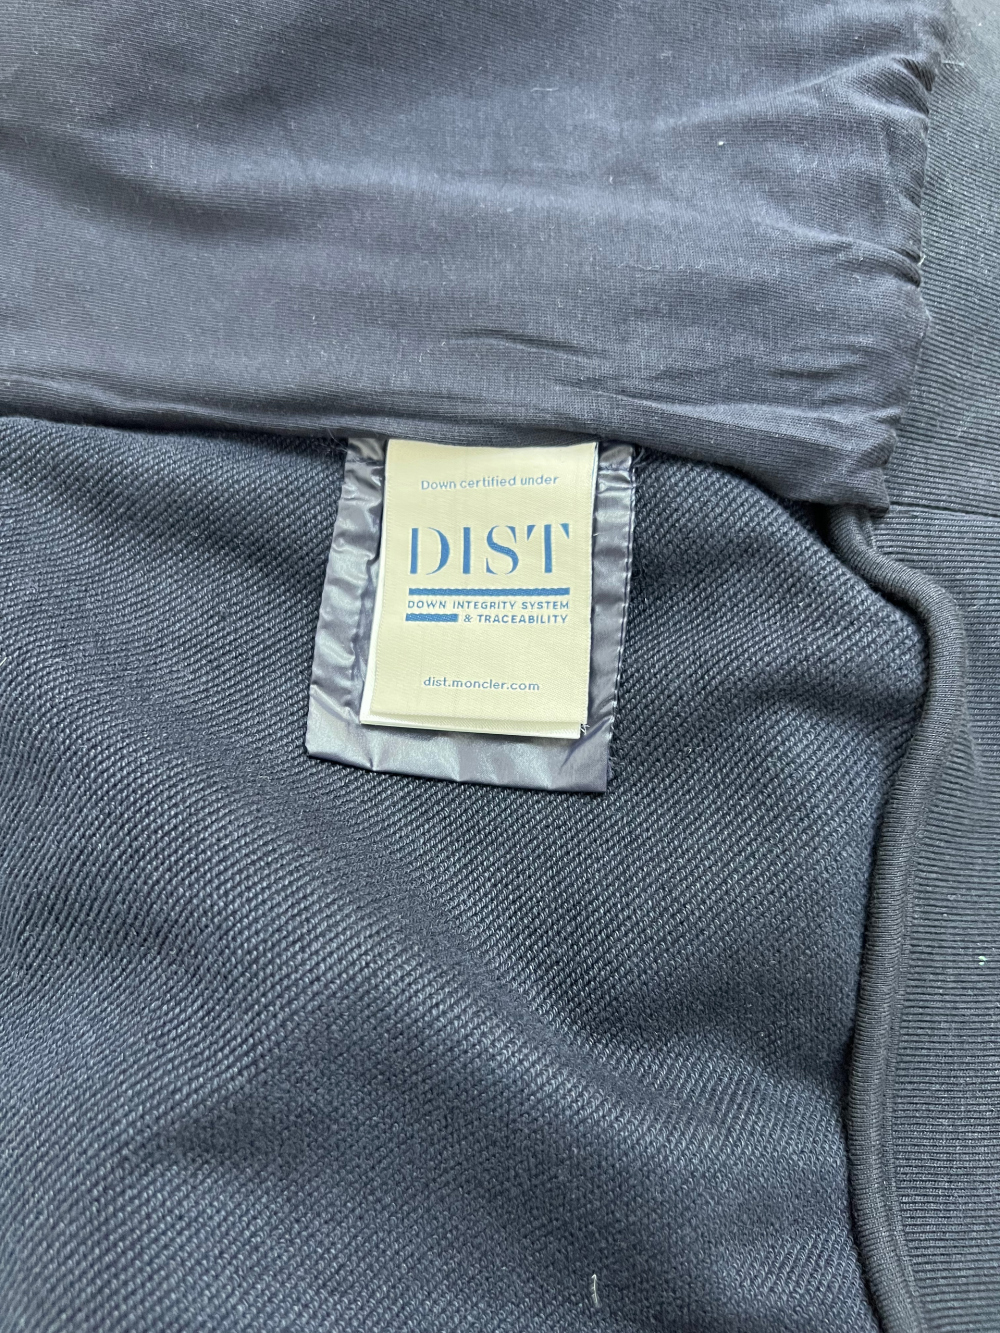 Down certified under
DIST
DOWN INTEGRITY SYSTEM
& TRACEABILITY
dist.moncler.com